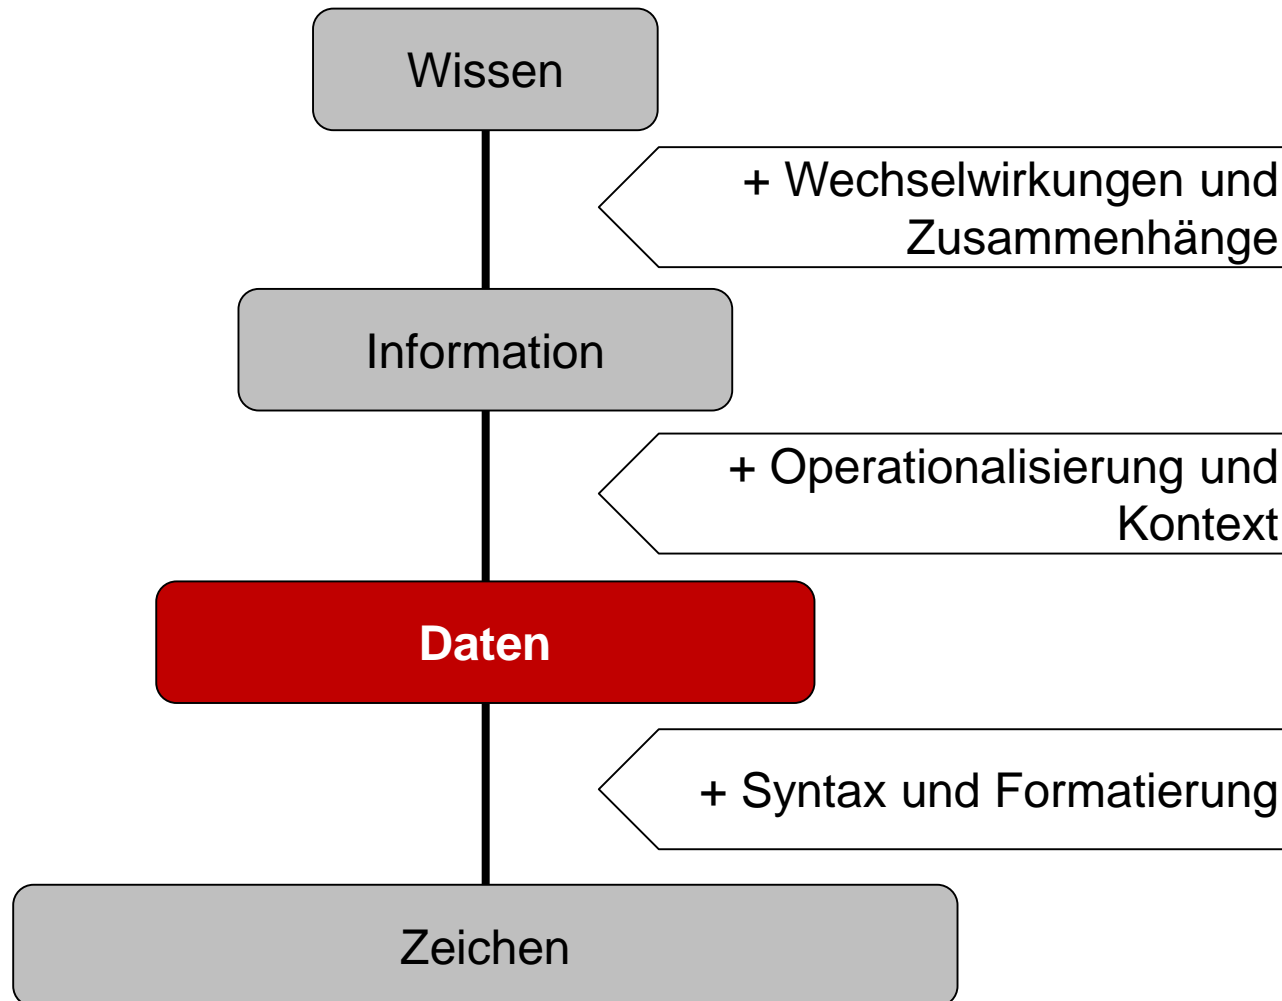 Wissen
+ Wechselwirkungen und
Zusammenhänge
Information
+ Operationalisierung und
Kontext
Daten
+ Syntax und Formatierung
Zeichen